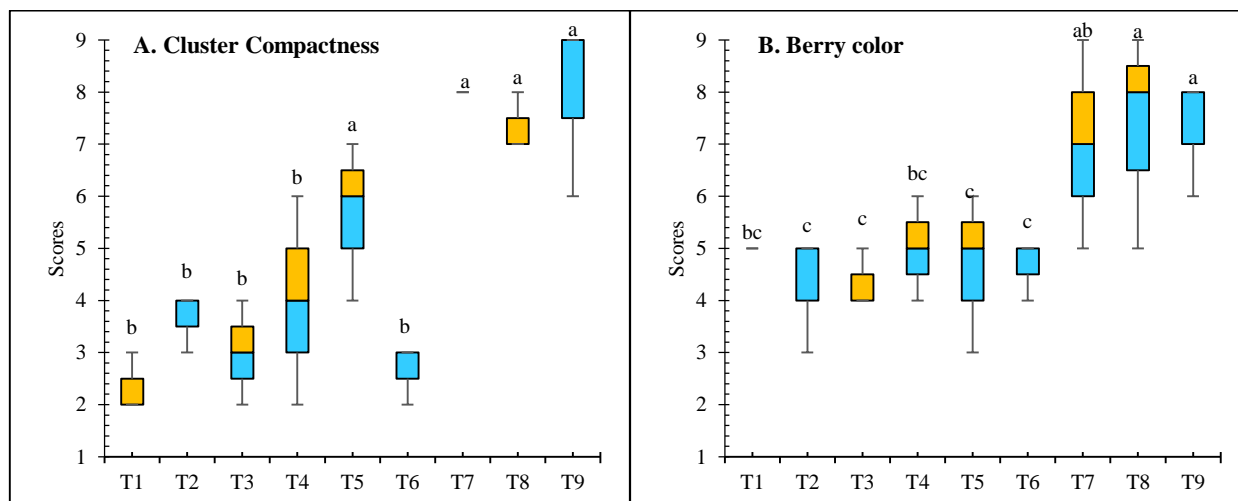 A. Cluster Compactness
Scores
9
8
7
6
5
4
3
2
1
b
b
b
b
a
b
a
a
a
T1 T2 T3 T4 T5 T6 T7 T8 T9
B. Berry color
Scores
9
8
7
6
5
4
3
2
1
bc
c
c
bc
c
c
ab
a
a
T1 T2 T3 T4 T5 T6 T7 T8 T9